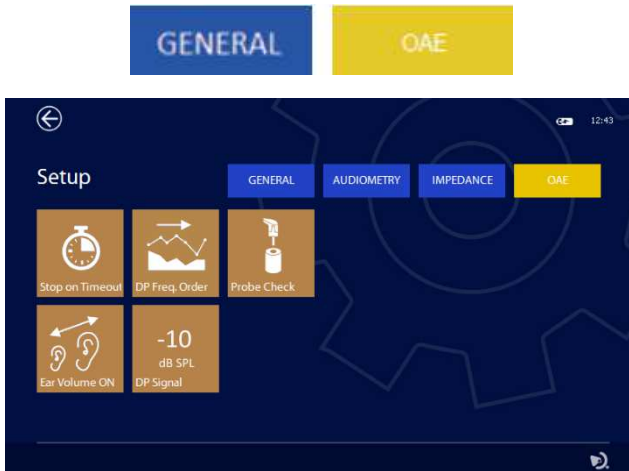 GENERAL OAE
12:43
Setup
GENERAL AUDIOMETRY IMPEDANCE OAE
Stop on Timeout DP Freq. Order Probe Check
-10
dB SPL
Ear Volume ON DP Signal